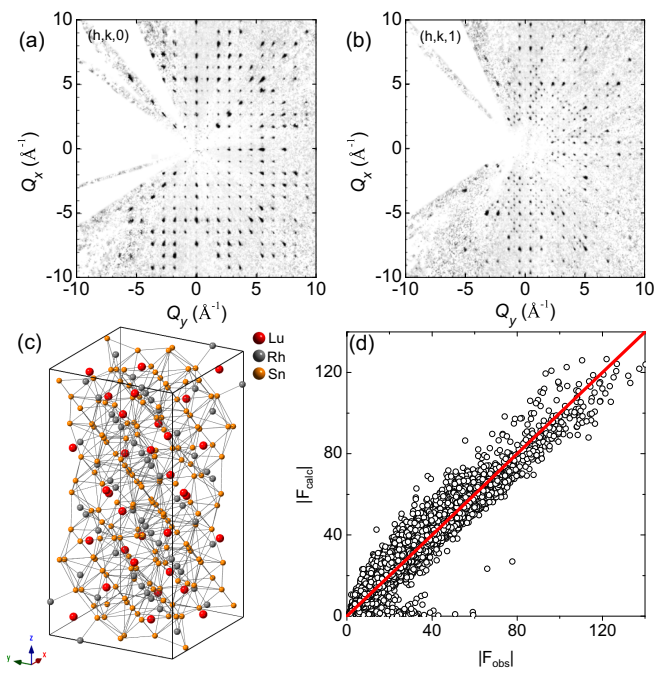 (a)
(h,k,0)
10
5
0
-5
-10
Qx (Å-1)
-10 -5 0 5 10
Qy (Å-1)
(b)
(h,k,1)
10
5
0
-5
-10
Qx (Å-1)
-10 -5 0 5 10
Qy (Å-1)
(c)
Lu
Rh
Sn
z
y x
(d)
120
80
40
0
|Fcalcl|
0 40 80 120
|Fobs|